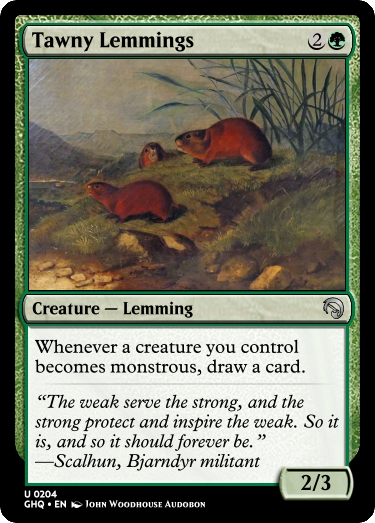 Tawny Lemmings 2
Creature — Lemming
Whenever a creature you control
becomes monstrous, draw a card.
“The weak serve the strong, and the
strong protect and inspire the weak. So it
is, and so it should forever be.”
—Scalhun, Bjarndyr militant
2/3
U 0204
GHQ • EN John Woodhouse Audobon